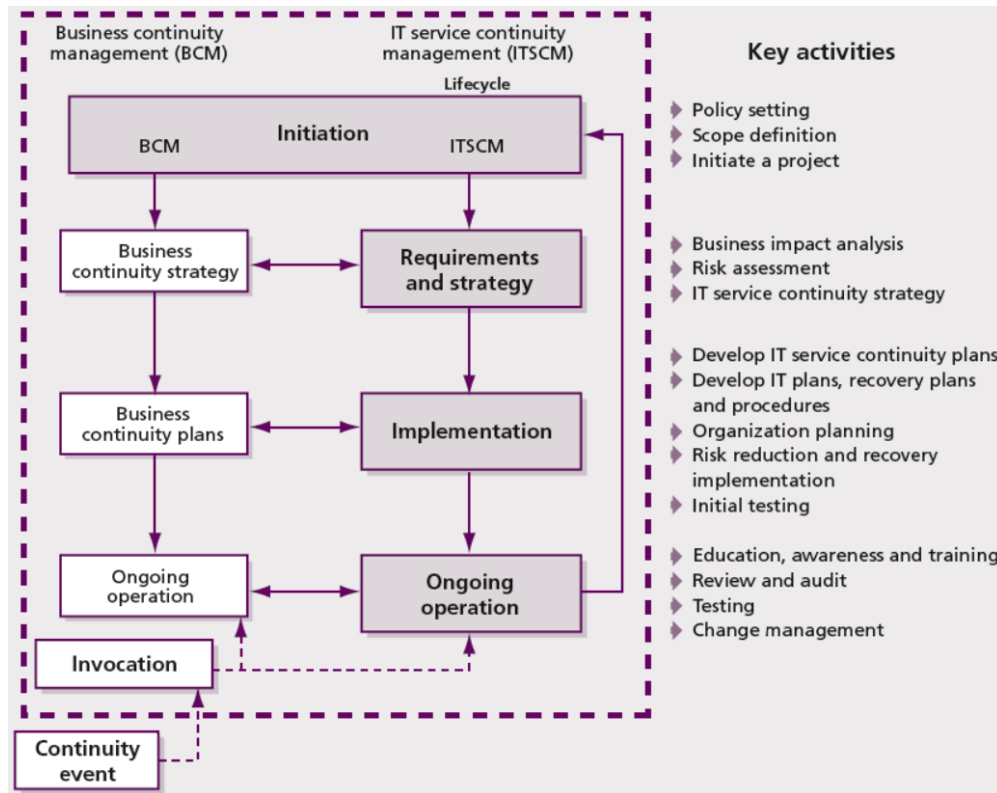 Business continuity
management (BCM)
IT service continuity
management (ITSCM)
Lifecycle
Key activities
Initiation
BCM
ITSCM
Policy setting
Scope definition
Initiate a project
Business
continuity strategy
Requirements
and strategy
Business impact analysis
Risk assessment
IT service continuity strategy
Business
continuity plans
Implementation
Develop IT service continuity plans
Develop IT plans, recovery plans
and procedures
Organization planning
Risk reduction and recovery
implementation
Initial testing
Ongoing
operation
Ongoing
operation
Education, awareness and training
Review and audit
Testing
Change management
Invocation
Continuity
event